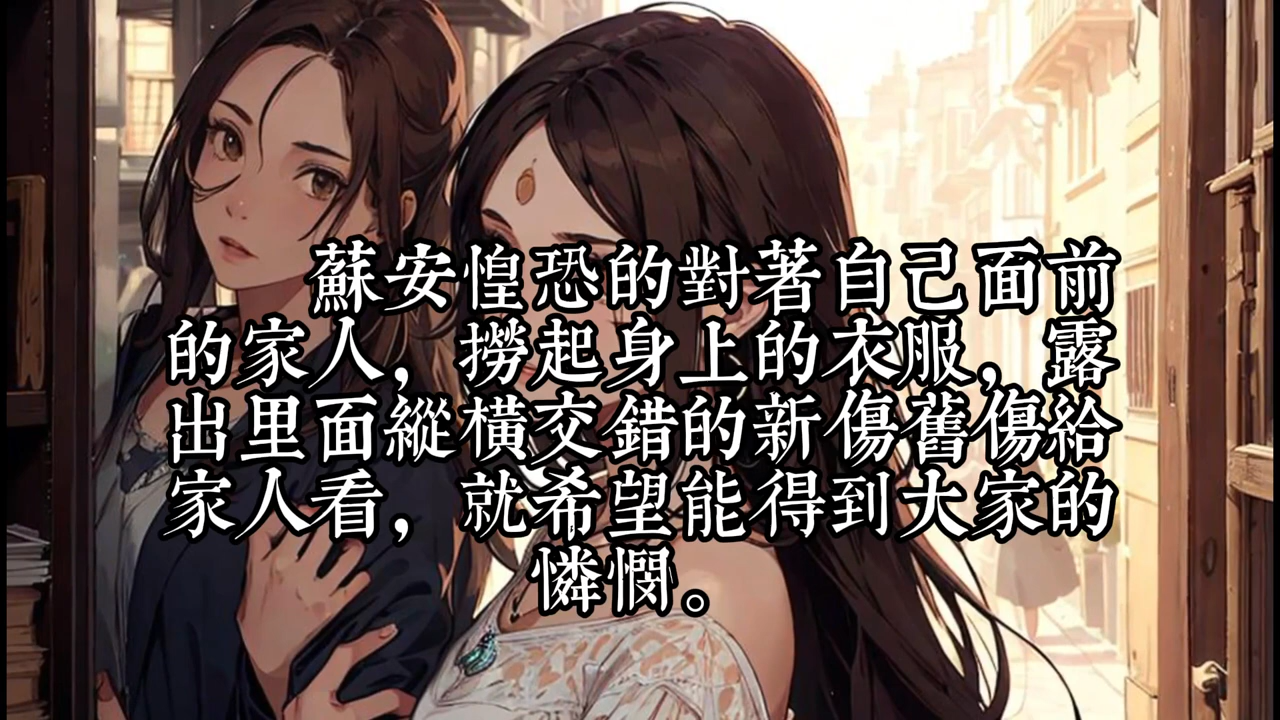 蘇安惶恐的對著自己面前
的家人，撈起身上的衣服，露
出里面縱橫交錯的新傷舊傷給
家人看，就希望能得到大家的
憐憫。